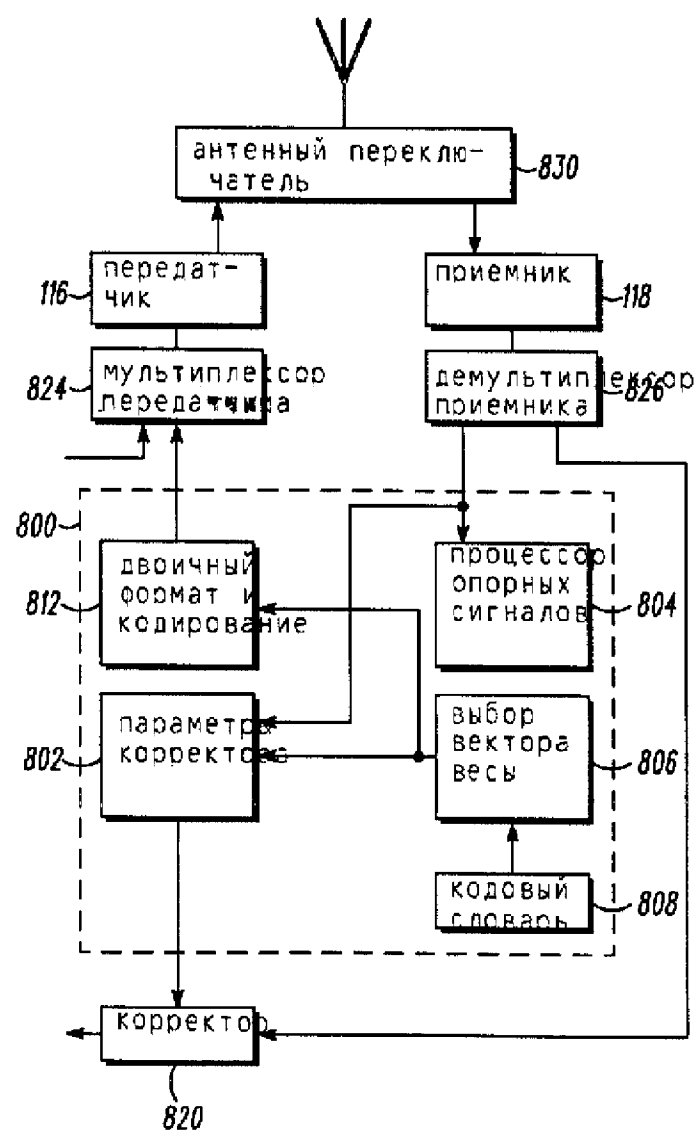 антенный переклю-
чатель
830
передат-
чик
116
приемник
118
мультиплексор
передатчика
824
демультиплексор
приемника
826
800
двоичный
формат и
кодирование
812
процессор
опорных
сигналов
804
параметры
корректора
802
выбор
вектора
весы
806
кодовый
словарь
808
корректор
820